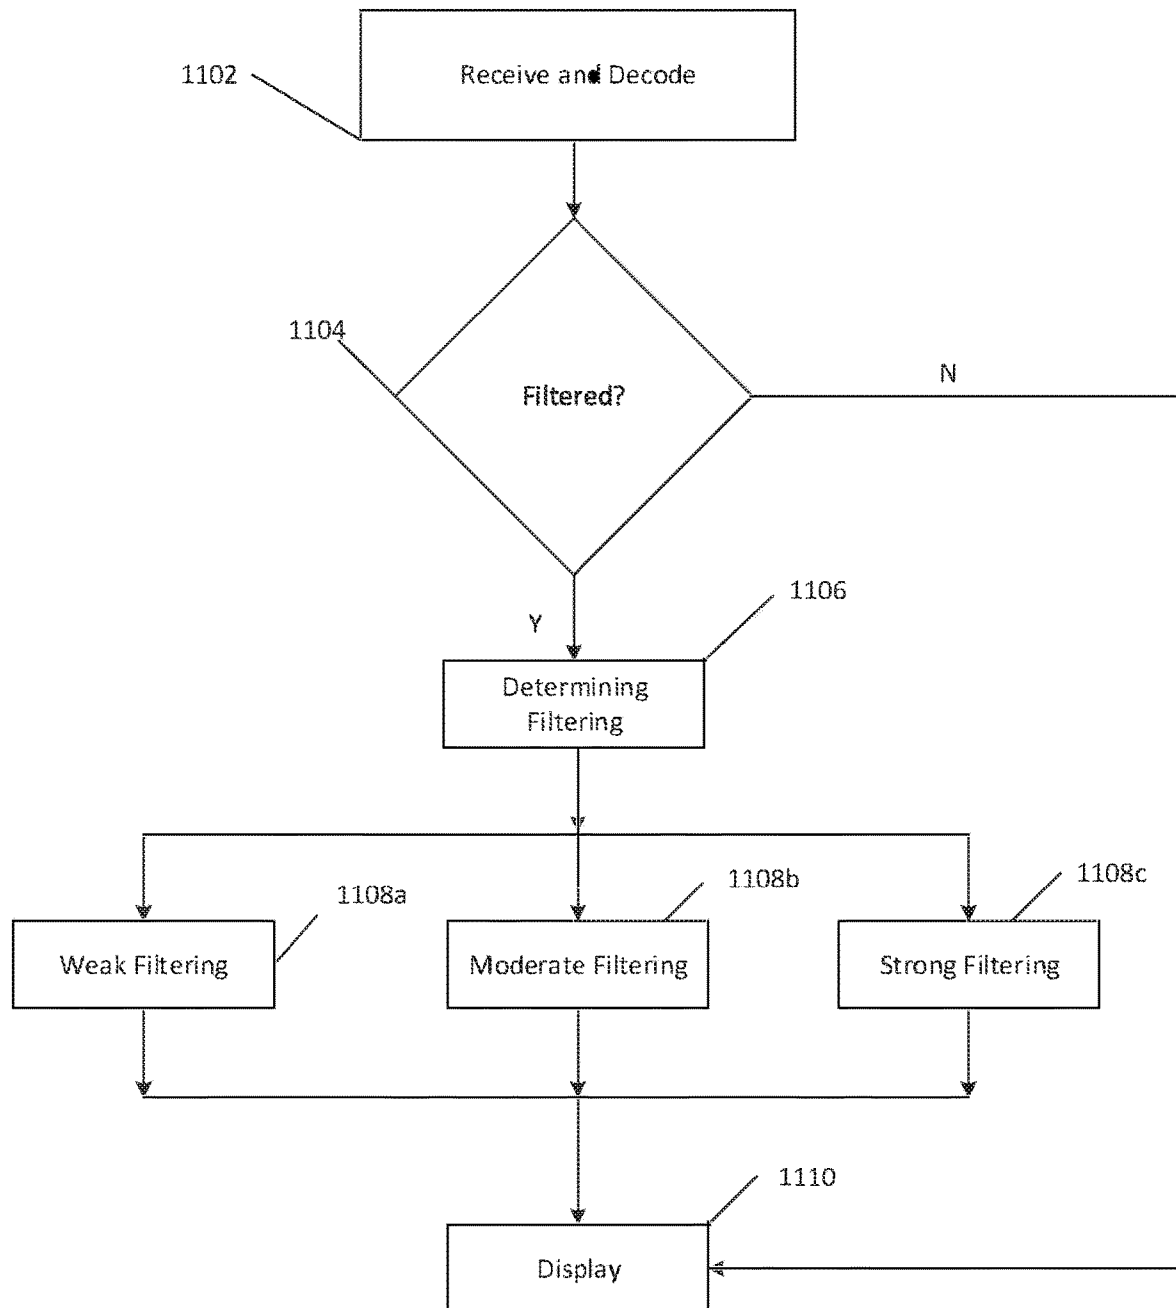 Receive and Decode
1102
1104
Filtered?
N
1106
Y
Determining
Filtering
1108a
1108b
1108c
Weak Filtering
Moderate Filtering
Strong Filtering
1110
Display